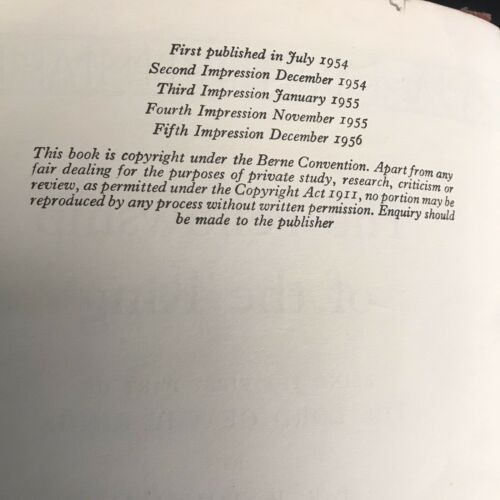 First published in July 1954
Second Impression December 1954
Third Impression January 1955
Fourth Impression November 1955
Fifth Impression December 1956
This book is copyright under the Berne Convention. Apart from any
fair dealing for the purposes of private study, research, criticism or
review, as permitted under the Copyright Act 1911, no portion may be
reproduced by any process without written permission. Enquiry should
be made to the publisher